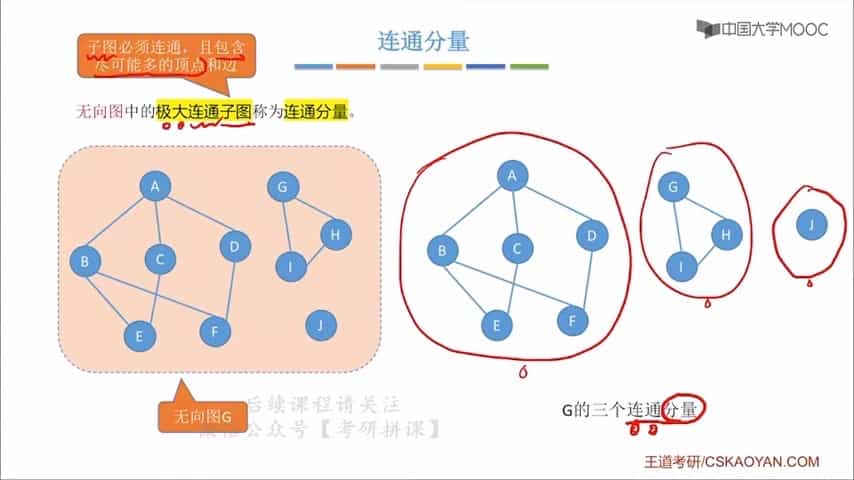 连通分量
中国大学MOOC
子图必须连通，且包含
尽可能多的顶点和边
无向图中的极大连通子图称为连通分量。
A
G
B
C
D
H
I
E
F
J
无向图G
A
G
B
C
D
H
I
E
F
J
G的三个连通分量
后续课程请关注
微信公众号【考研拼课】
王道考研/CSKAOYAN.COM